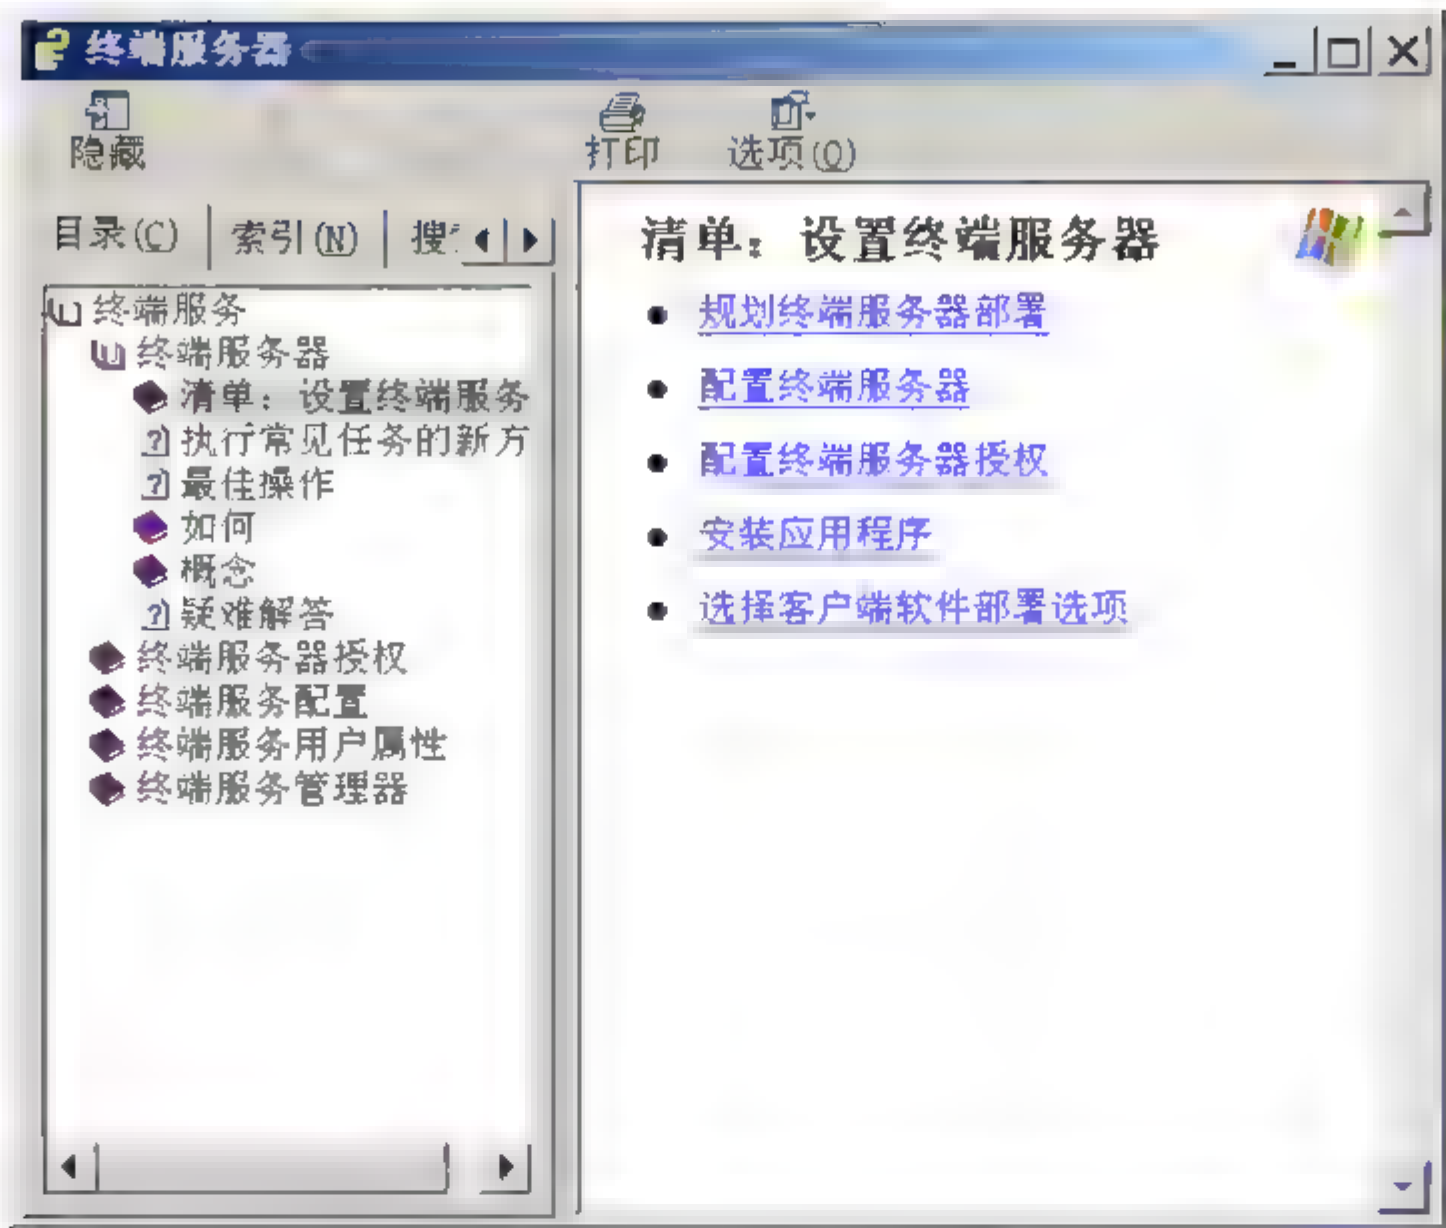 终端服务器
隐藏 打印 选项(O)
目录(C) 索引(N) 搜
终端服务
终端服务器
清单：设置终端服务
执行常见任务的新方
最佳操作
如何
概念
疑难解答
终端服务器授权
终端服务配置
终端服务用户属性
终端服务管理器
清单：设置终端服务器
规划终端服务器部署
配置终端服务器
配置终端服务器授权
安装应用程序
选择客户端软件部署选项